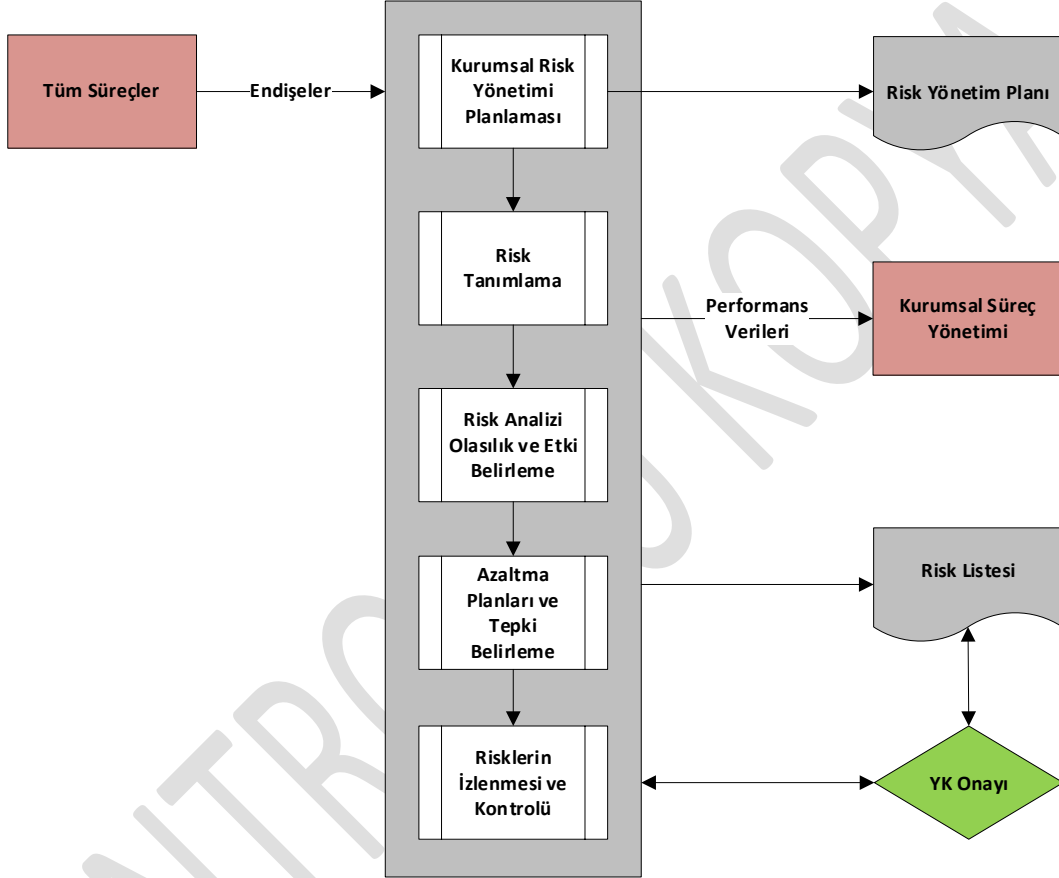 Tüm Süreçler
Endişeler
Kurumsal Risk
Yönetimi
Planlaması
Risk Yönetim Planı
Risk
Tanımlama
Performans
Verileri
Kurumsal Süreç
Yönetimi
Risk Analizi
Olasılık ve Etki
Belirleme
Azaltma
Planları ve
Tepki
Belirleme
Risk Listesi
Risklerin
İzlenmesi ve
Kontrolü
YK Onayı
KOPYA